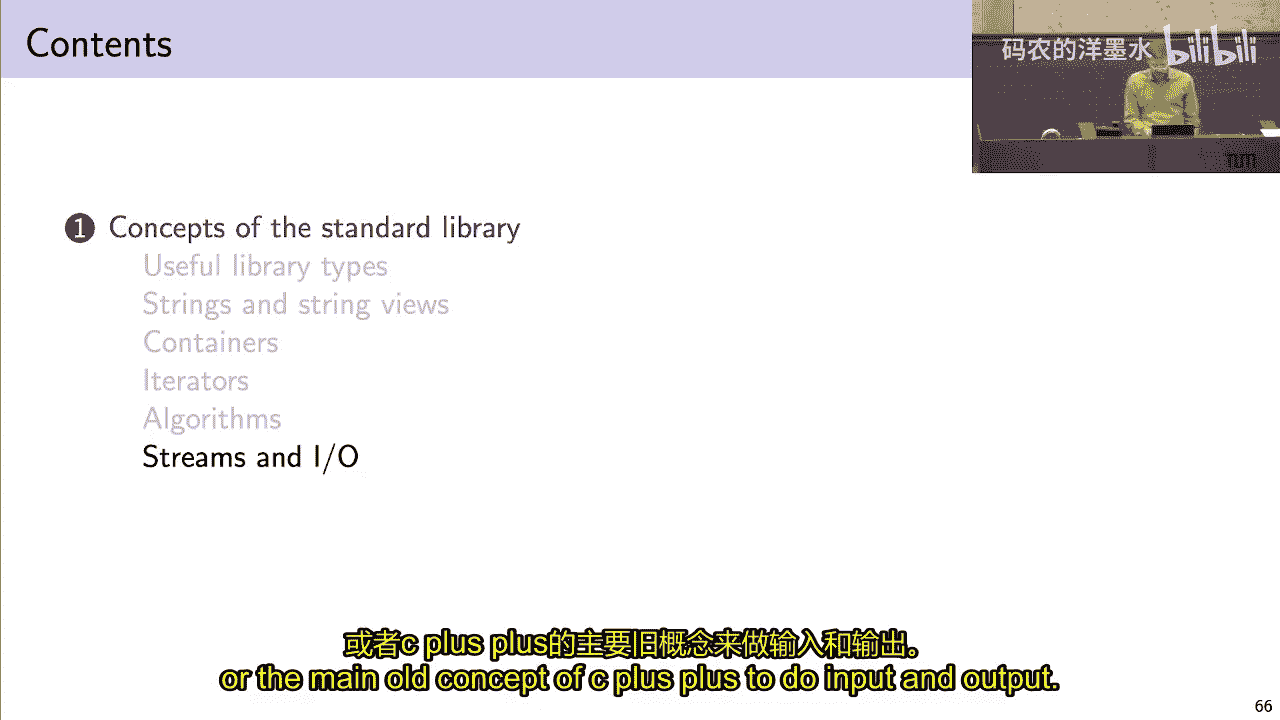 Contents
码农的洋墨水 bilibili
1 Concepts of the standard library
Useful library types
Strings and string views
Containers
Iterators
Algorithms
Streams and I/O
或者c plus plus的主要旧概念来做输入和输出。
or the main old concept of c plus plus to do input and output.
66